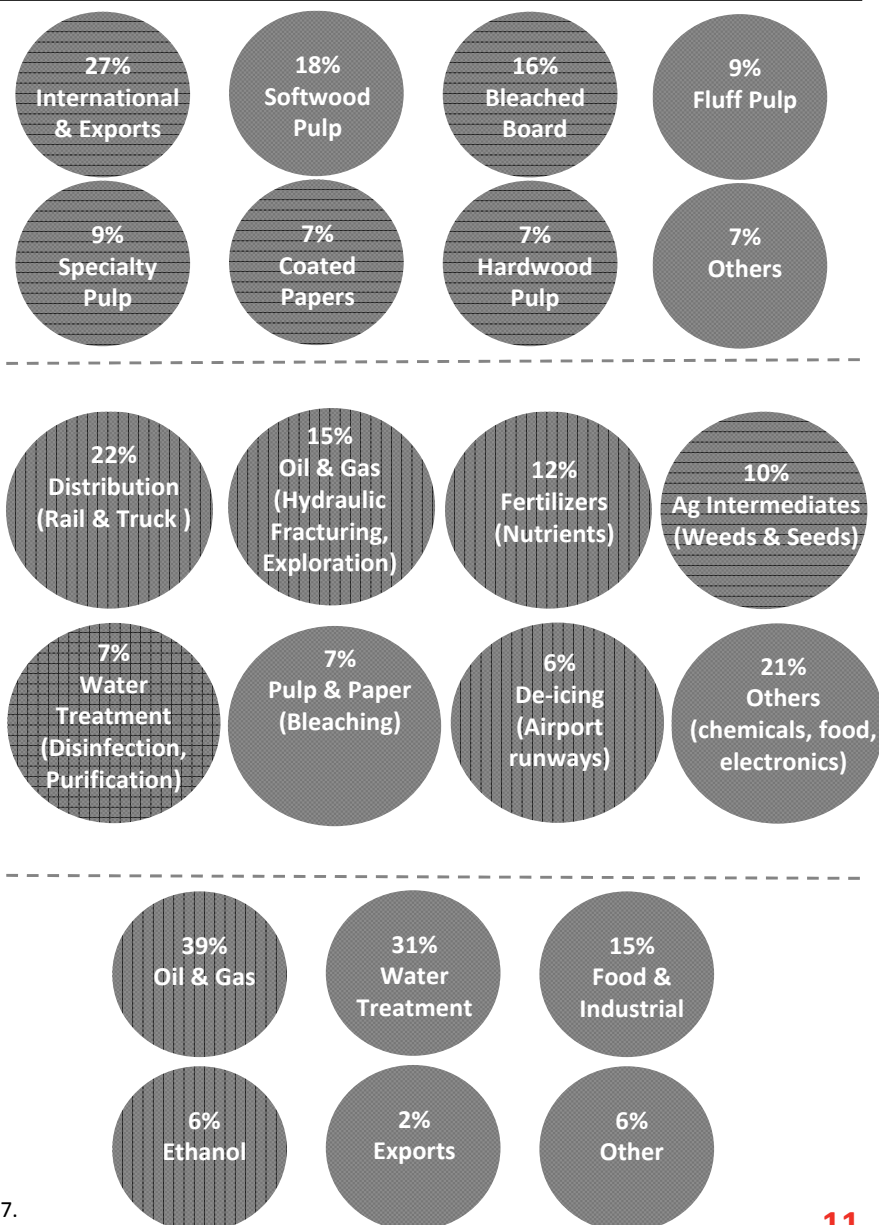 27%
International
& Exports
18%
Softwood
Pulp
16%
Bleached
Board
9%
Fluff Pulp
9%
Specialty
Pulp
7%
Coated
Papers
7%
Hardwood
Pulp
7%
Others
22%
Distribution
(Rail & Truck )
15%
Oil & Gas
(Hydraulic
Fracturing,
Exploration)
12%
Fertilizers
(Nutrients)
10%
Ag Intermediates
(Weeds & Seeds)
7%
Water
Treatment
(Disinfection,
Purification)
7%
Pulp & Paper
(Bleaching)
6%
De-icing
(Airport
runways)
21%
Others
(chemicals, food,
electronics)
39%
Oil & Gas
31%
Water
Treatment
15%
Food &
Industrial
6%
Ethanol
2%
Exports
6%
Other
7.
11